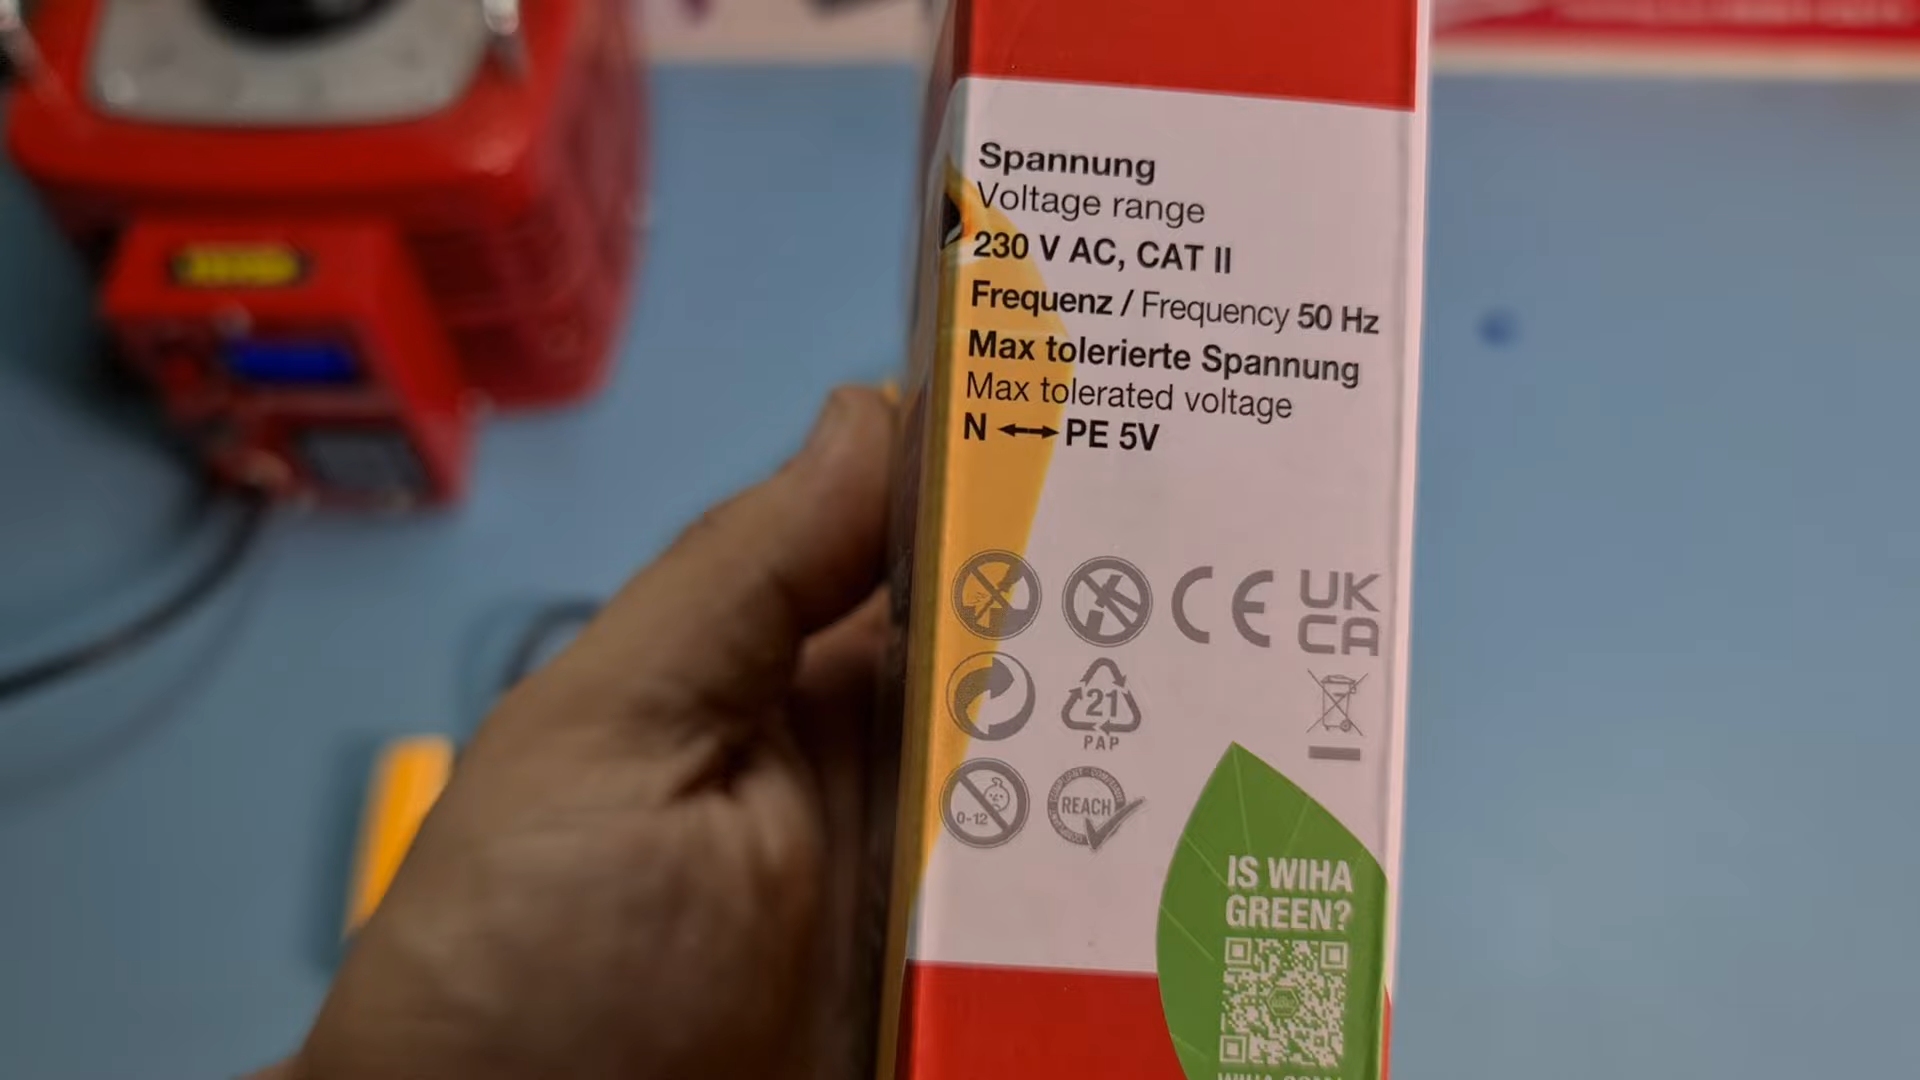 Spannung
Voltage range
230 V AC, CAT II
Frequenz / Frequency 50 Hz
Max tolerierte Spannung
Max tolerated voltage
N ⟷ PE 5V
CE
UK
CA
21
PAP
0-12
REACH
IS WIHA
GREEN?